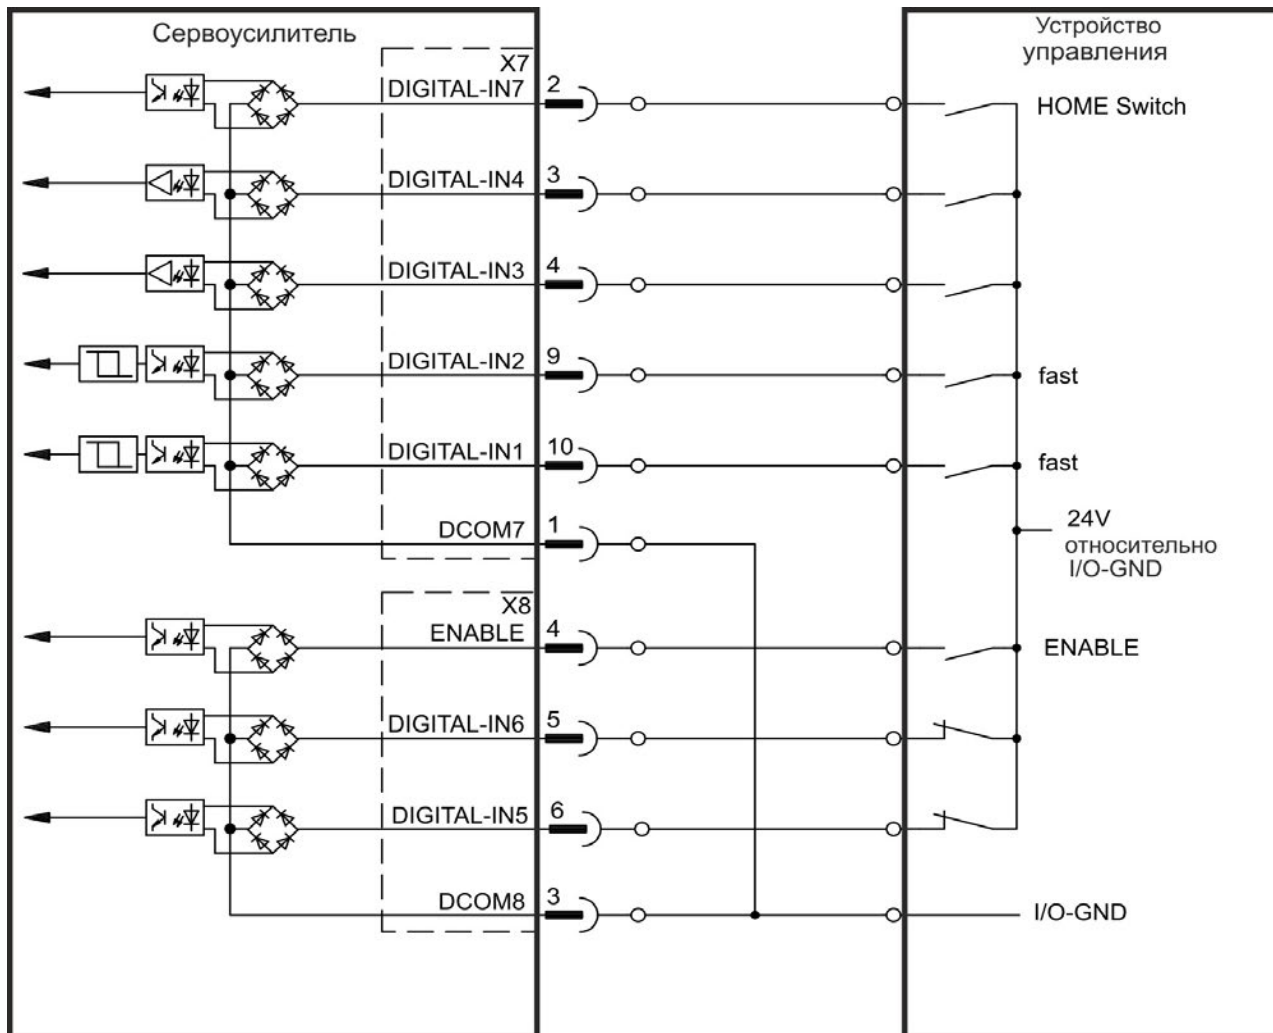 Сервоусилитель
Устройство
управления
X7
DIGITAL-IN7 2 HOME Switch
DIGITAL-IN4 3
DIGITAL-IN3 4
DIGITAL-IN2 9 fast
DIGITAL-IN1 10 fast
DCOM7 1
24V
относительно
I/O-GND
X8
ENABLE 4 ENABLE
DIGITAL-IN6 5
DIGITAL-IN5 6
DCOM8 3 I/O-GND